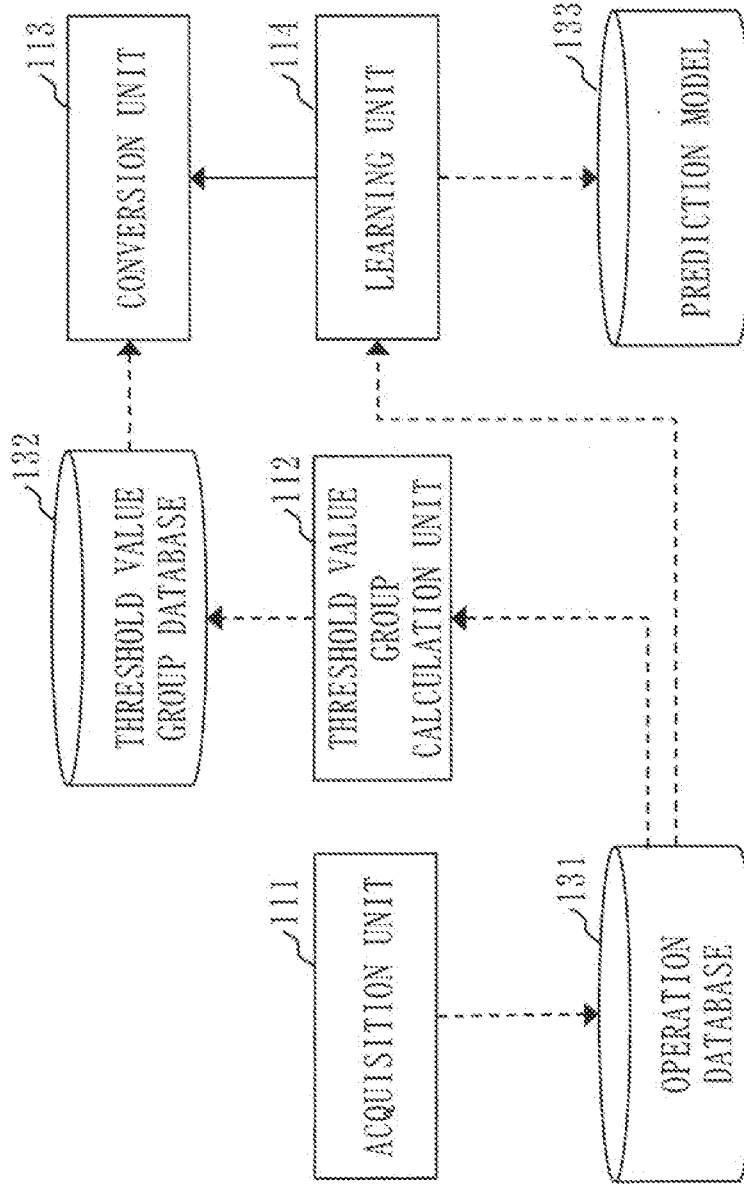 111
ACQUISITION UNIT
131
OPERATION
DATABASE
132
THRESHOLD VALUE
GROUP DATABASE
112
THRESHOLD VALUE
GROUP
CALCULATION UNIT
113
CONVERSION UNIT
114
LEARNING UNIT
133
PREDICTION MODEL